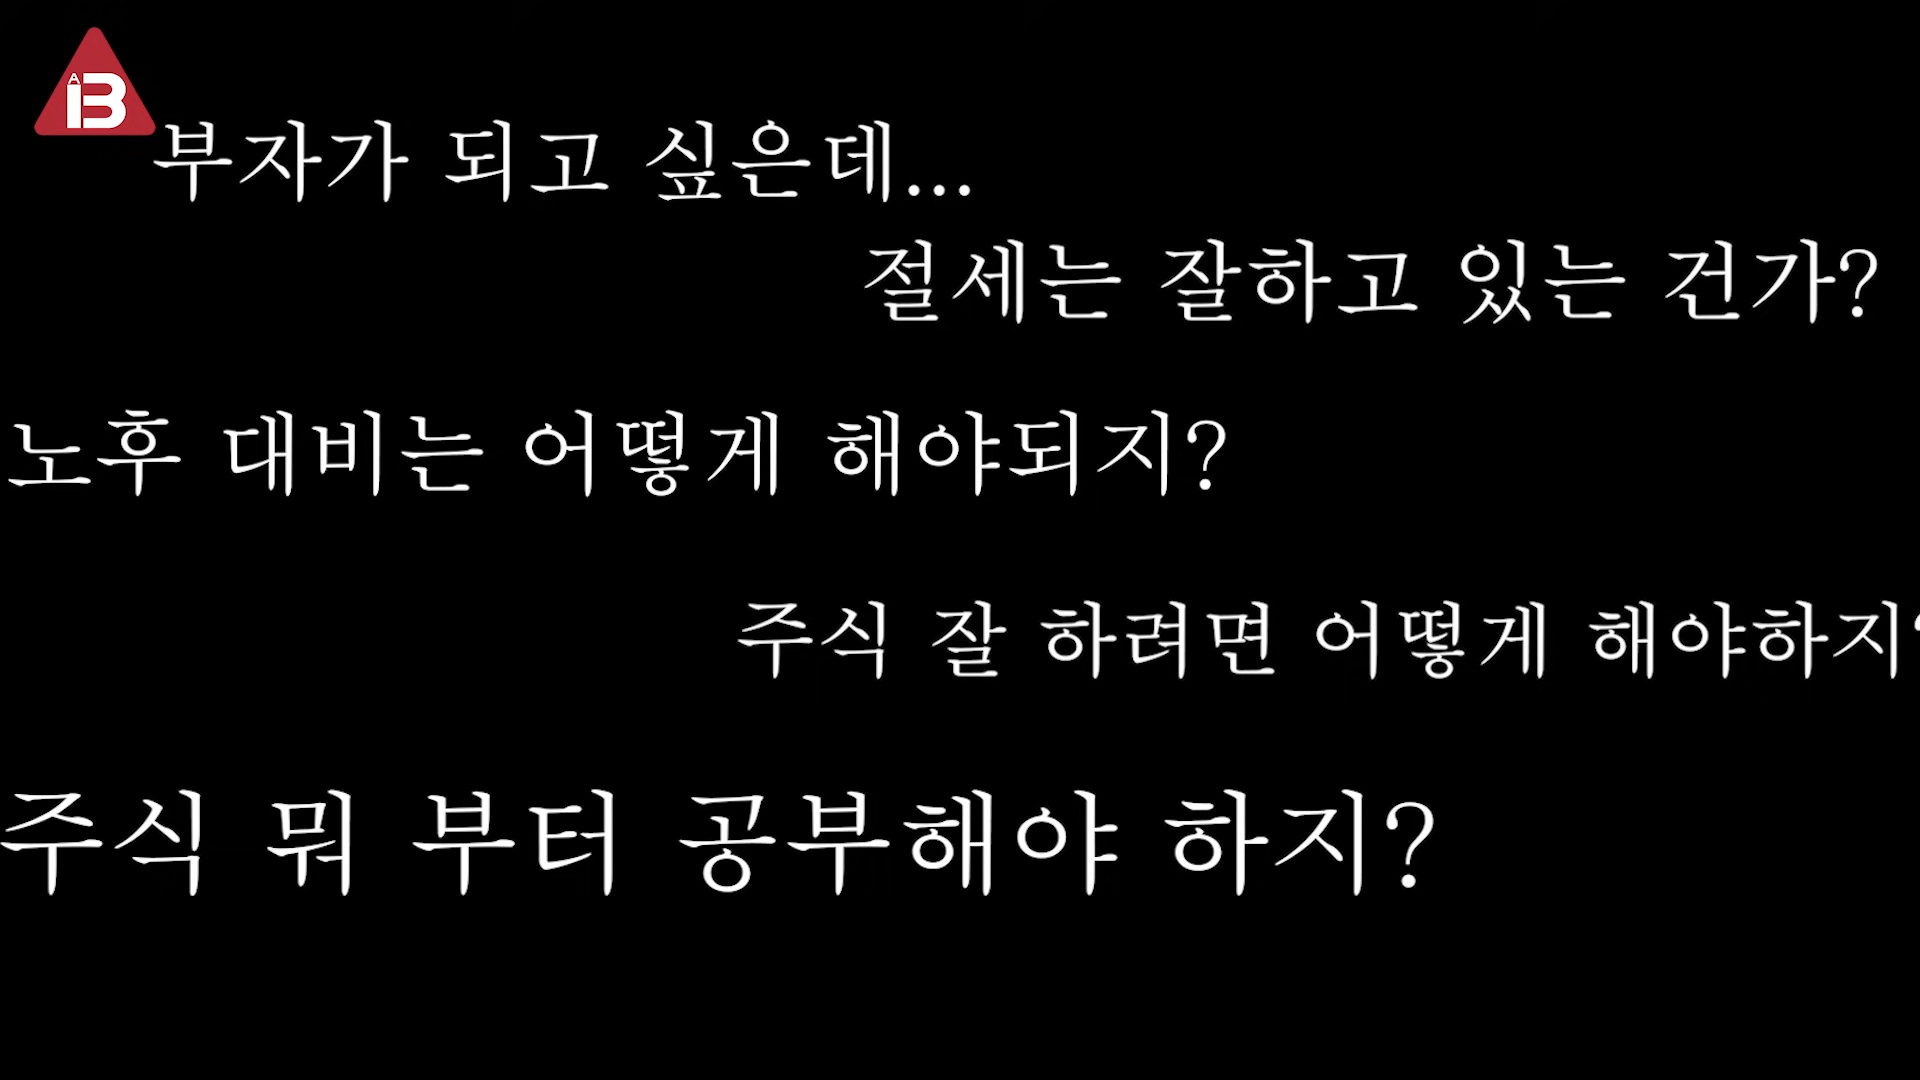 AB
부자가 되고 싶은데...
절세는 잘하고 있는 건가?
노후 대비는 어떻게 해야되지?
주식 잘 하려면 어떻게 해야하지?
주식 뭐 부터 공부해야 하지?